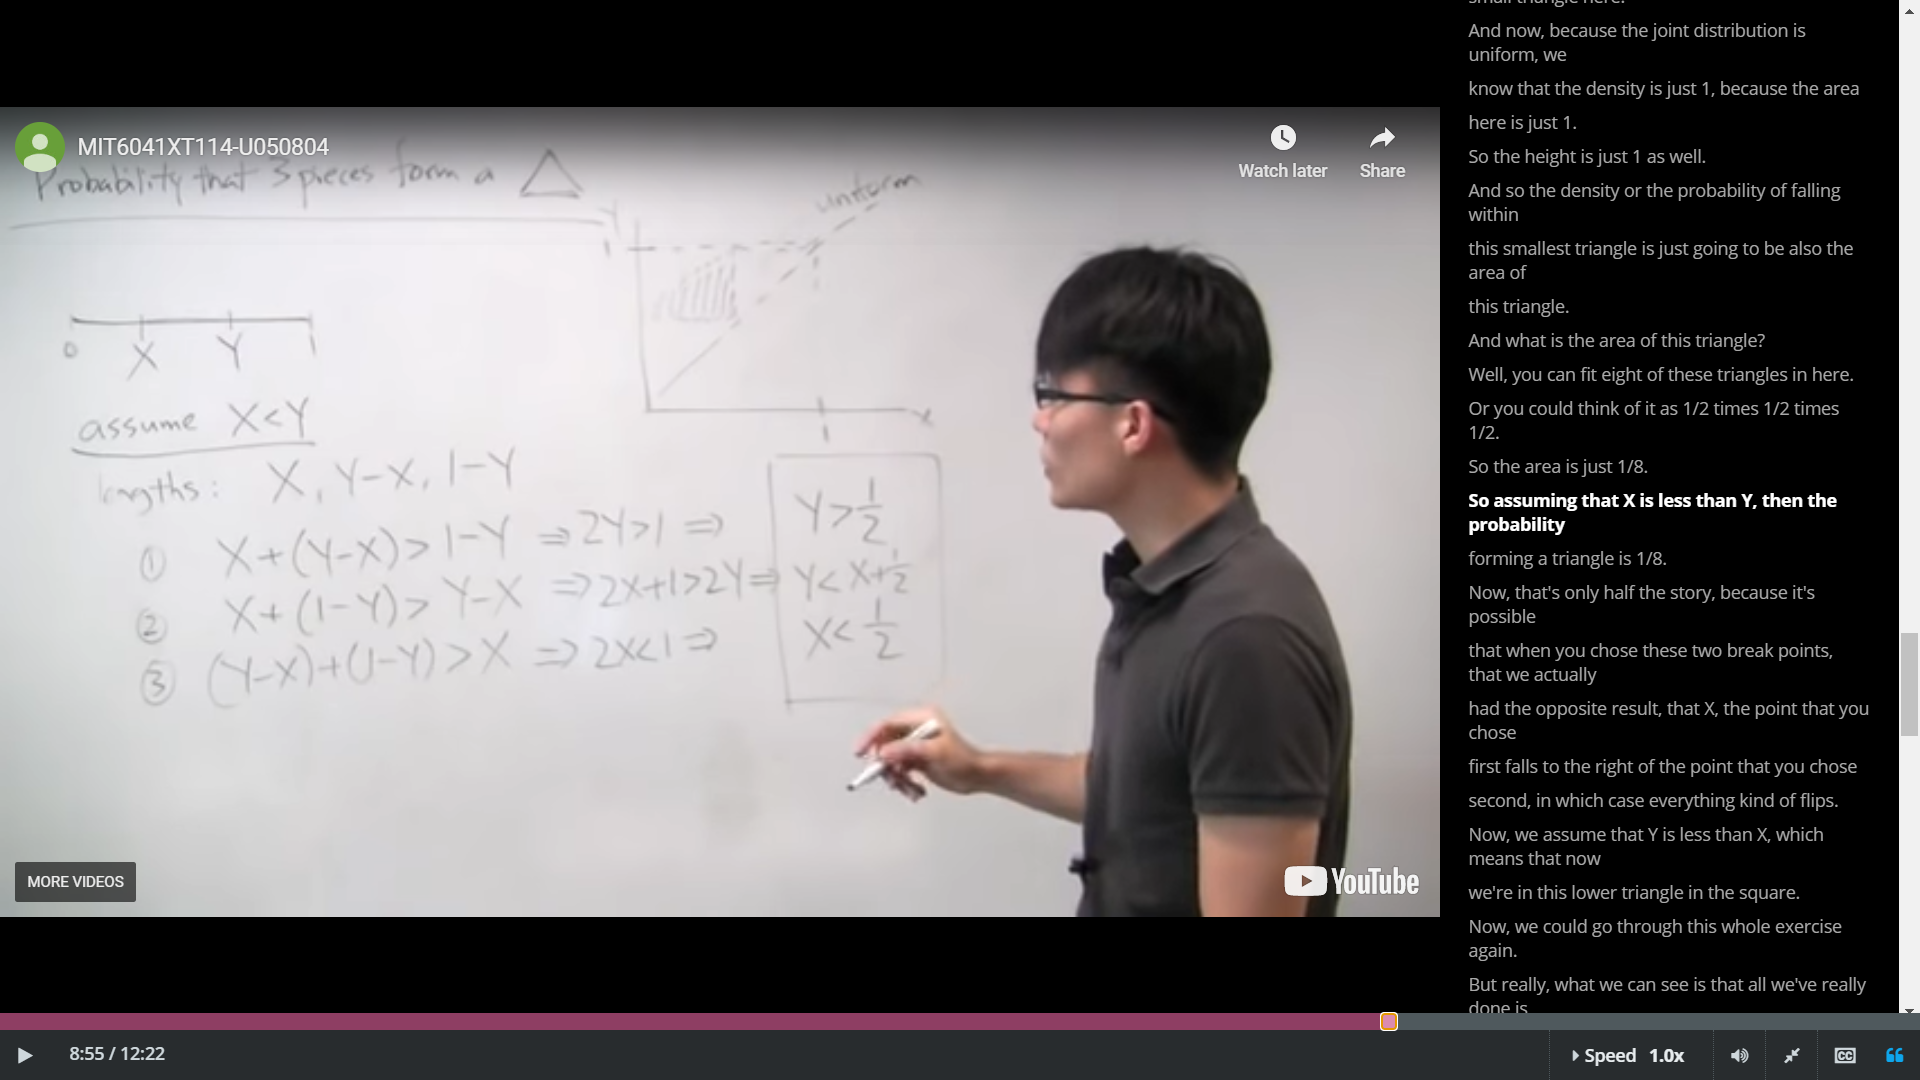 MIT6041XT114-U050804
Watch later
Share
Probability that 3 pieces form a
uniform
Y
1
1
x
0 X Y 1
assume X<Y
lengths: X, Y-X, 1-Y
① X+(Y-X)>1-Y ⇒2Y>1 ⇒ Y>1/2
② X+(1-Y)>Y-X ⇒2X+1>2Y⇒ Y<X+1/2
③ (Y-X)+(1-Y)>X ⇒2X<1⇒ X<1/2
MORE VIDEOS
YouTube
And now, because the joint distribution is
uniform, we
know that the density is just 1, because the area
here is just 1.
So the height is just 1 as well.
And so the density or the probability of falling
within
this smallest triangle is just going to be also the
area of
this triangle.
And what is the area of this triangle?
Well, you can fit eight of these triangles in here.
Or you could think of it as 1/2 times 1/2 times
1/2.
So the area is just 1/8.
So assuming that X is less than Y, then the
probability
forming a triangle is 1/8.
Now, that's only half the story, because it's
possible
that when you chose these two break points,
that we actually
had the opposite result, that X, the point that you
chose
first falls to the right of the point that you chose
second, in which case everything kind of flips.
Now, we assume that Y is less than X, which
means that now
we're in this lower triangle in the square.
Now, we could go through this whole exercise
again.
But really, what we can see is that all we've really
done is
8:55 / 12:22
Speed 1.0x
CC